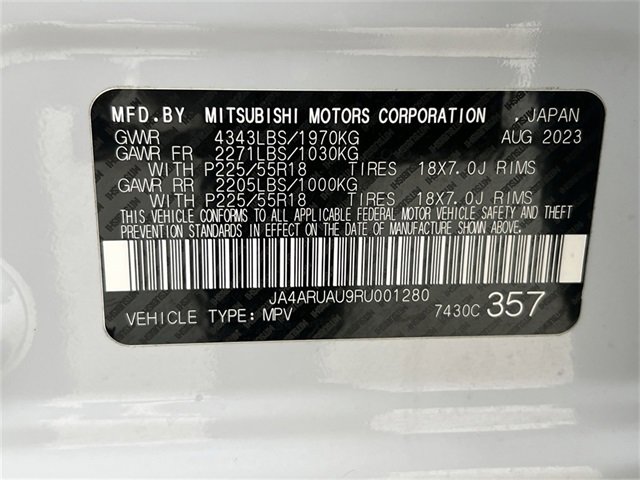 MFD.BY MITSUBISHI MOTORS CORPORATION , JAPAN
GVWR 4343LBS/1970KG AUG 2023
GAWR FR 2271LBS/1030KG
WITH P225/55R18 TIRES 18X7.0J RIMS
GAWR RR 2205LBS/1000KG
WITH P225/55R18 TIRES 18X7.0J RIMS
THIS VEHICLE CONFORMS TO ALL APPLICABLE FEDERAL MOTOR VEHICLE SAFETY AND THEFT
PREVENTION STANDARDS IN EFFECT ON THE DATE OF MANUFACTURE SHOWN ABOVE.
JA4ARUAU9RU001280
VEHICLE TYPE:MPV 7430C 357